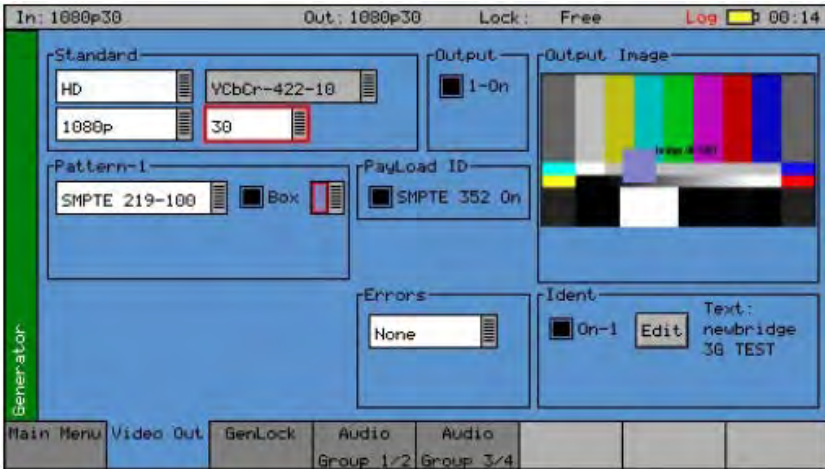 In: 1080p30 Out: 1080p30 Lock: Free Log 00:14
Standard
HD YCbCr-422-10
1080p 30
Output
1-On
Output Image
Pattern-1
SMPTE 219-100 Box
PayLoad ID
SMPTE 352 On
Errors
None
Ident
On-1 Edit
Text:
newbridge
3G TEST
Generator
Main Menu Video Out GenLock Audio Group 1/2 Audio Group 3/4